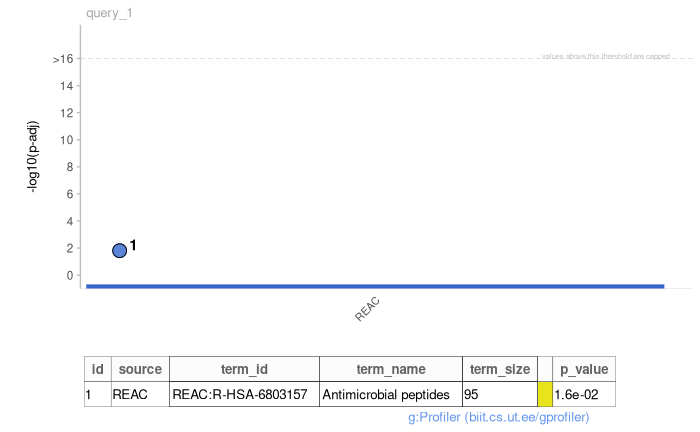 query_1
>16
values above this threshold are capped
14
12
10
8
6
4
2
0
-log10(p-adj)
1
REAC
id source term_id term_name term_size p_value
1 REAC REAC:R-HSA-6803157 Antimicrobial peptides 95 1.6e-02
g:Profiler (biit.cs.ut.ee/gprofiler)